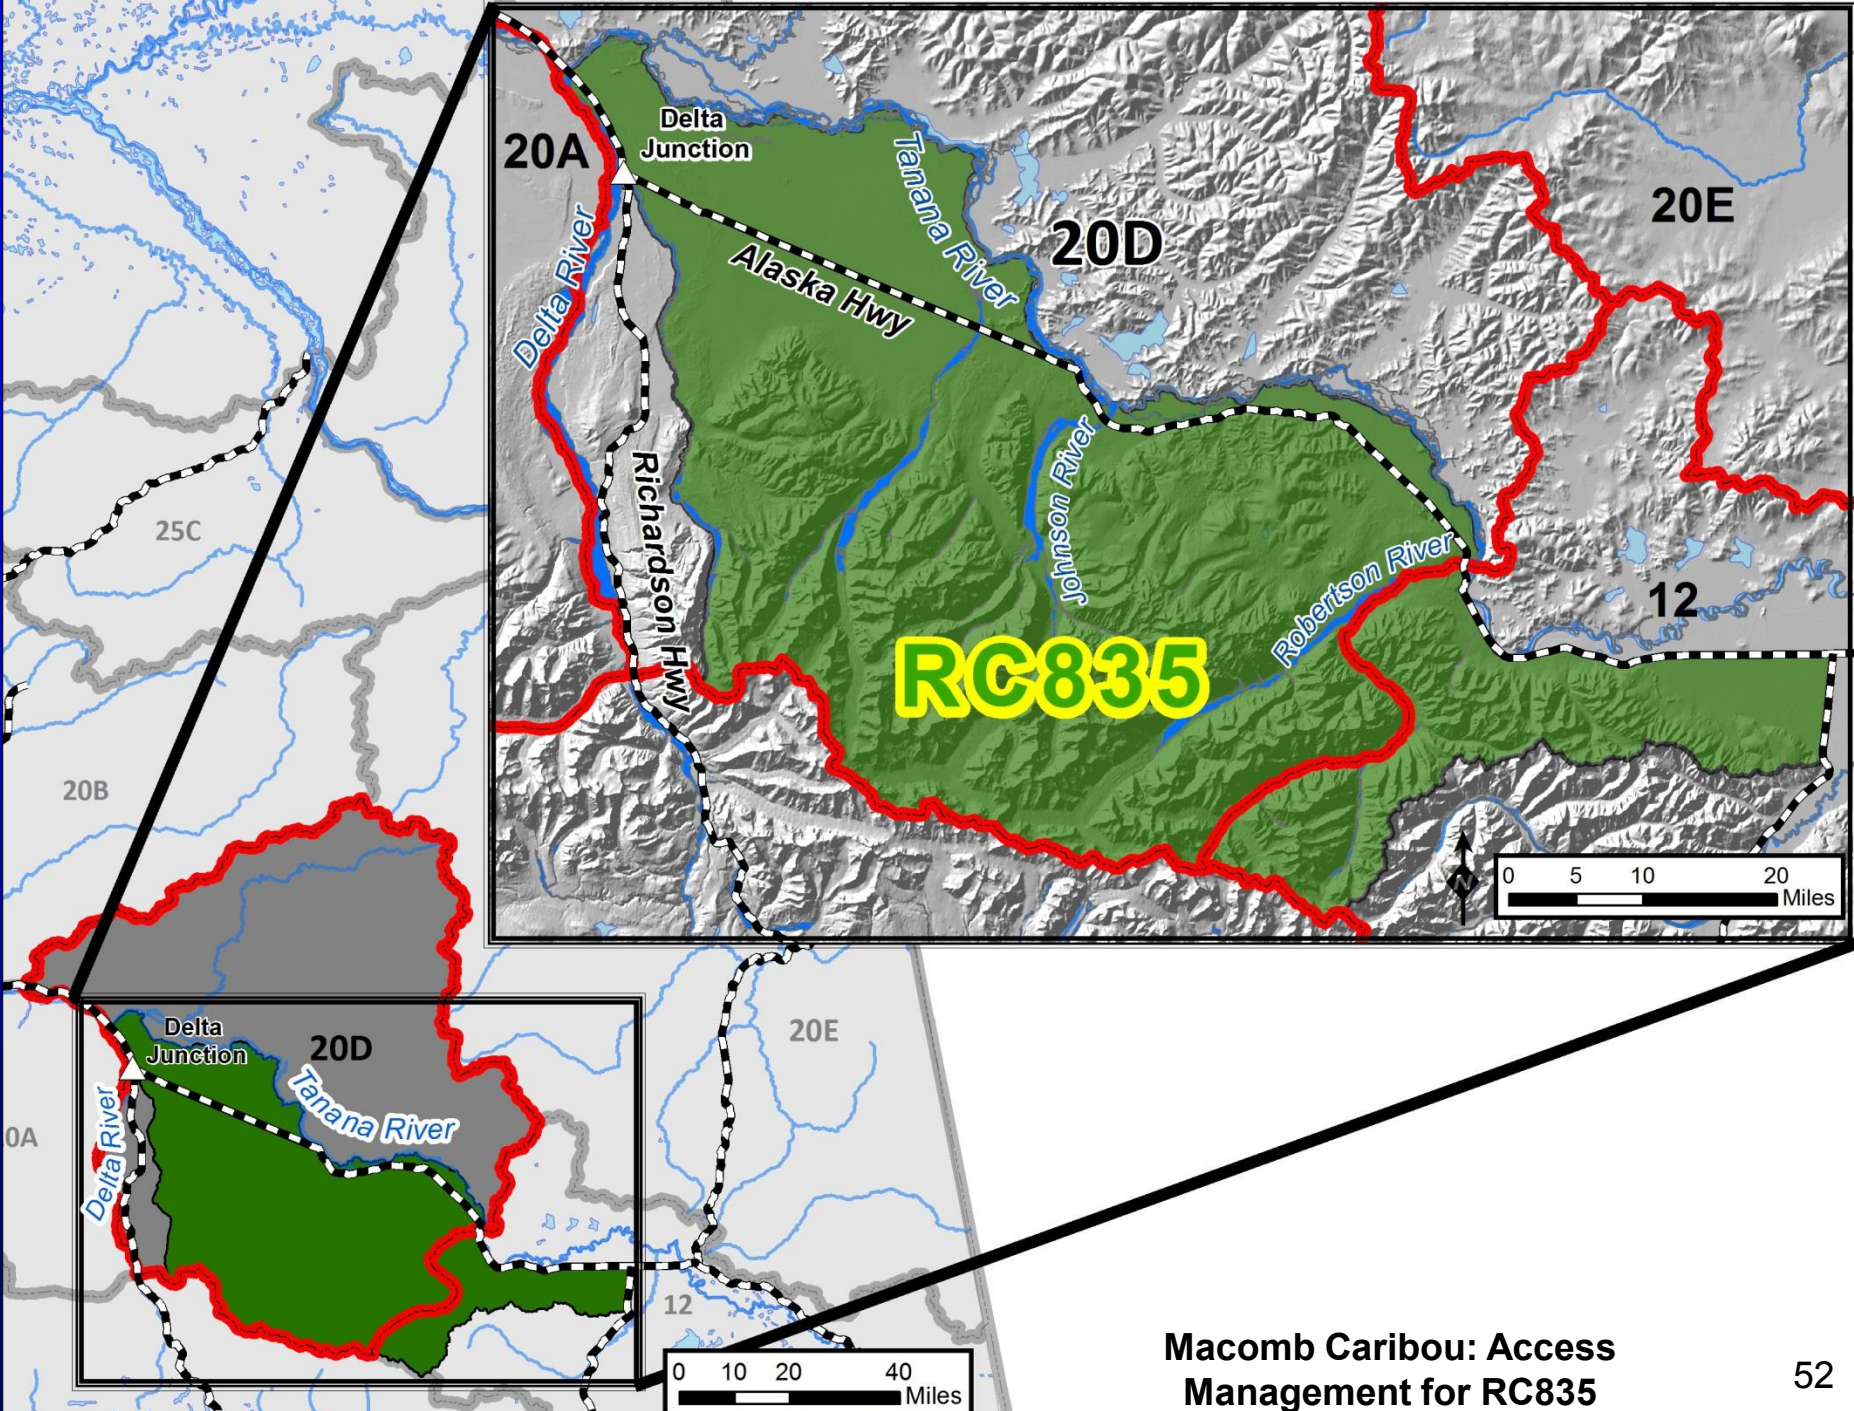 20A
Delta
Junction
Tanana River
20D
20E
Delta River
Alaska Hwy
Richardson Hwy
Johnson River
Robertson River
12
RC835
N
0 5 10 20
Miles
25C
20B
Delta
Junction
20D
Tanana River
Delta River
0A
20E
12
0 10 20 40
Miles
Macomb Caribou: Access
Management for RC835
52